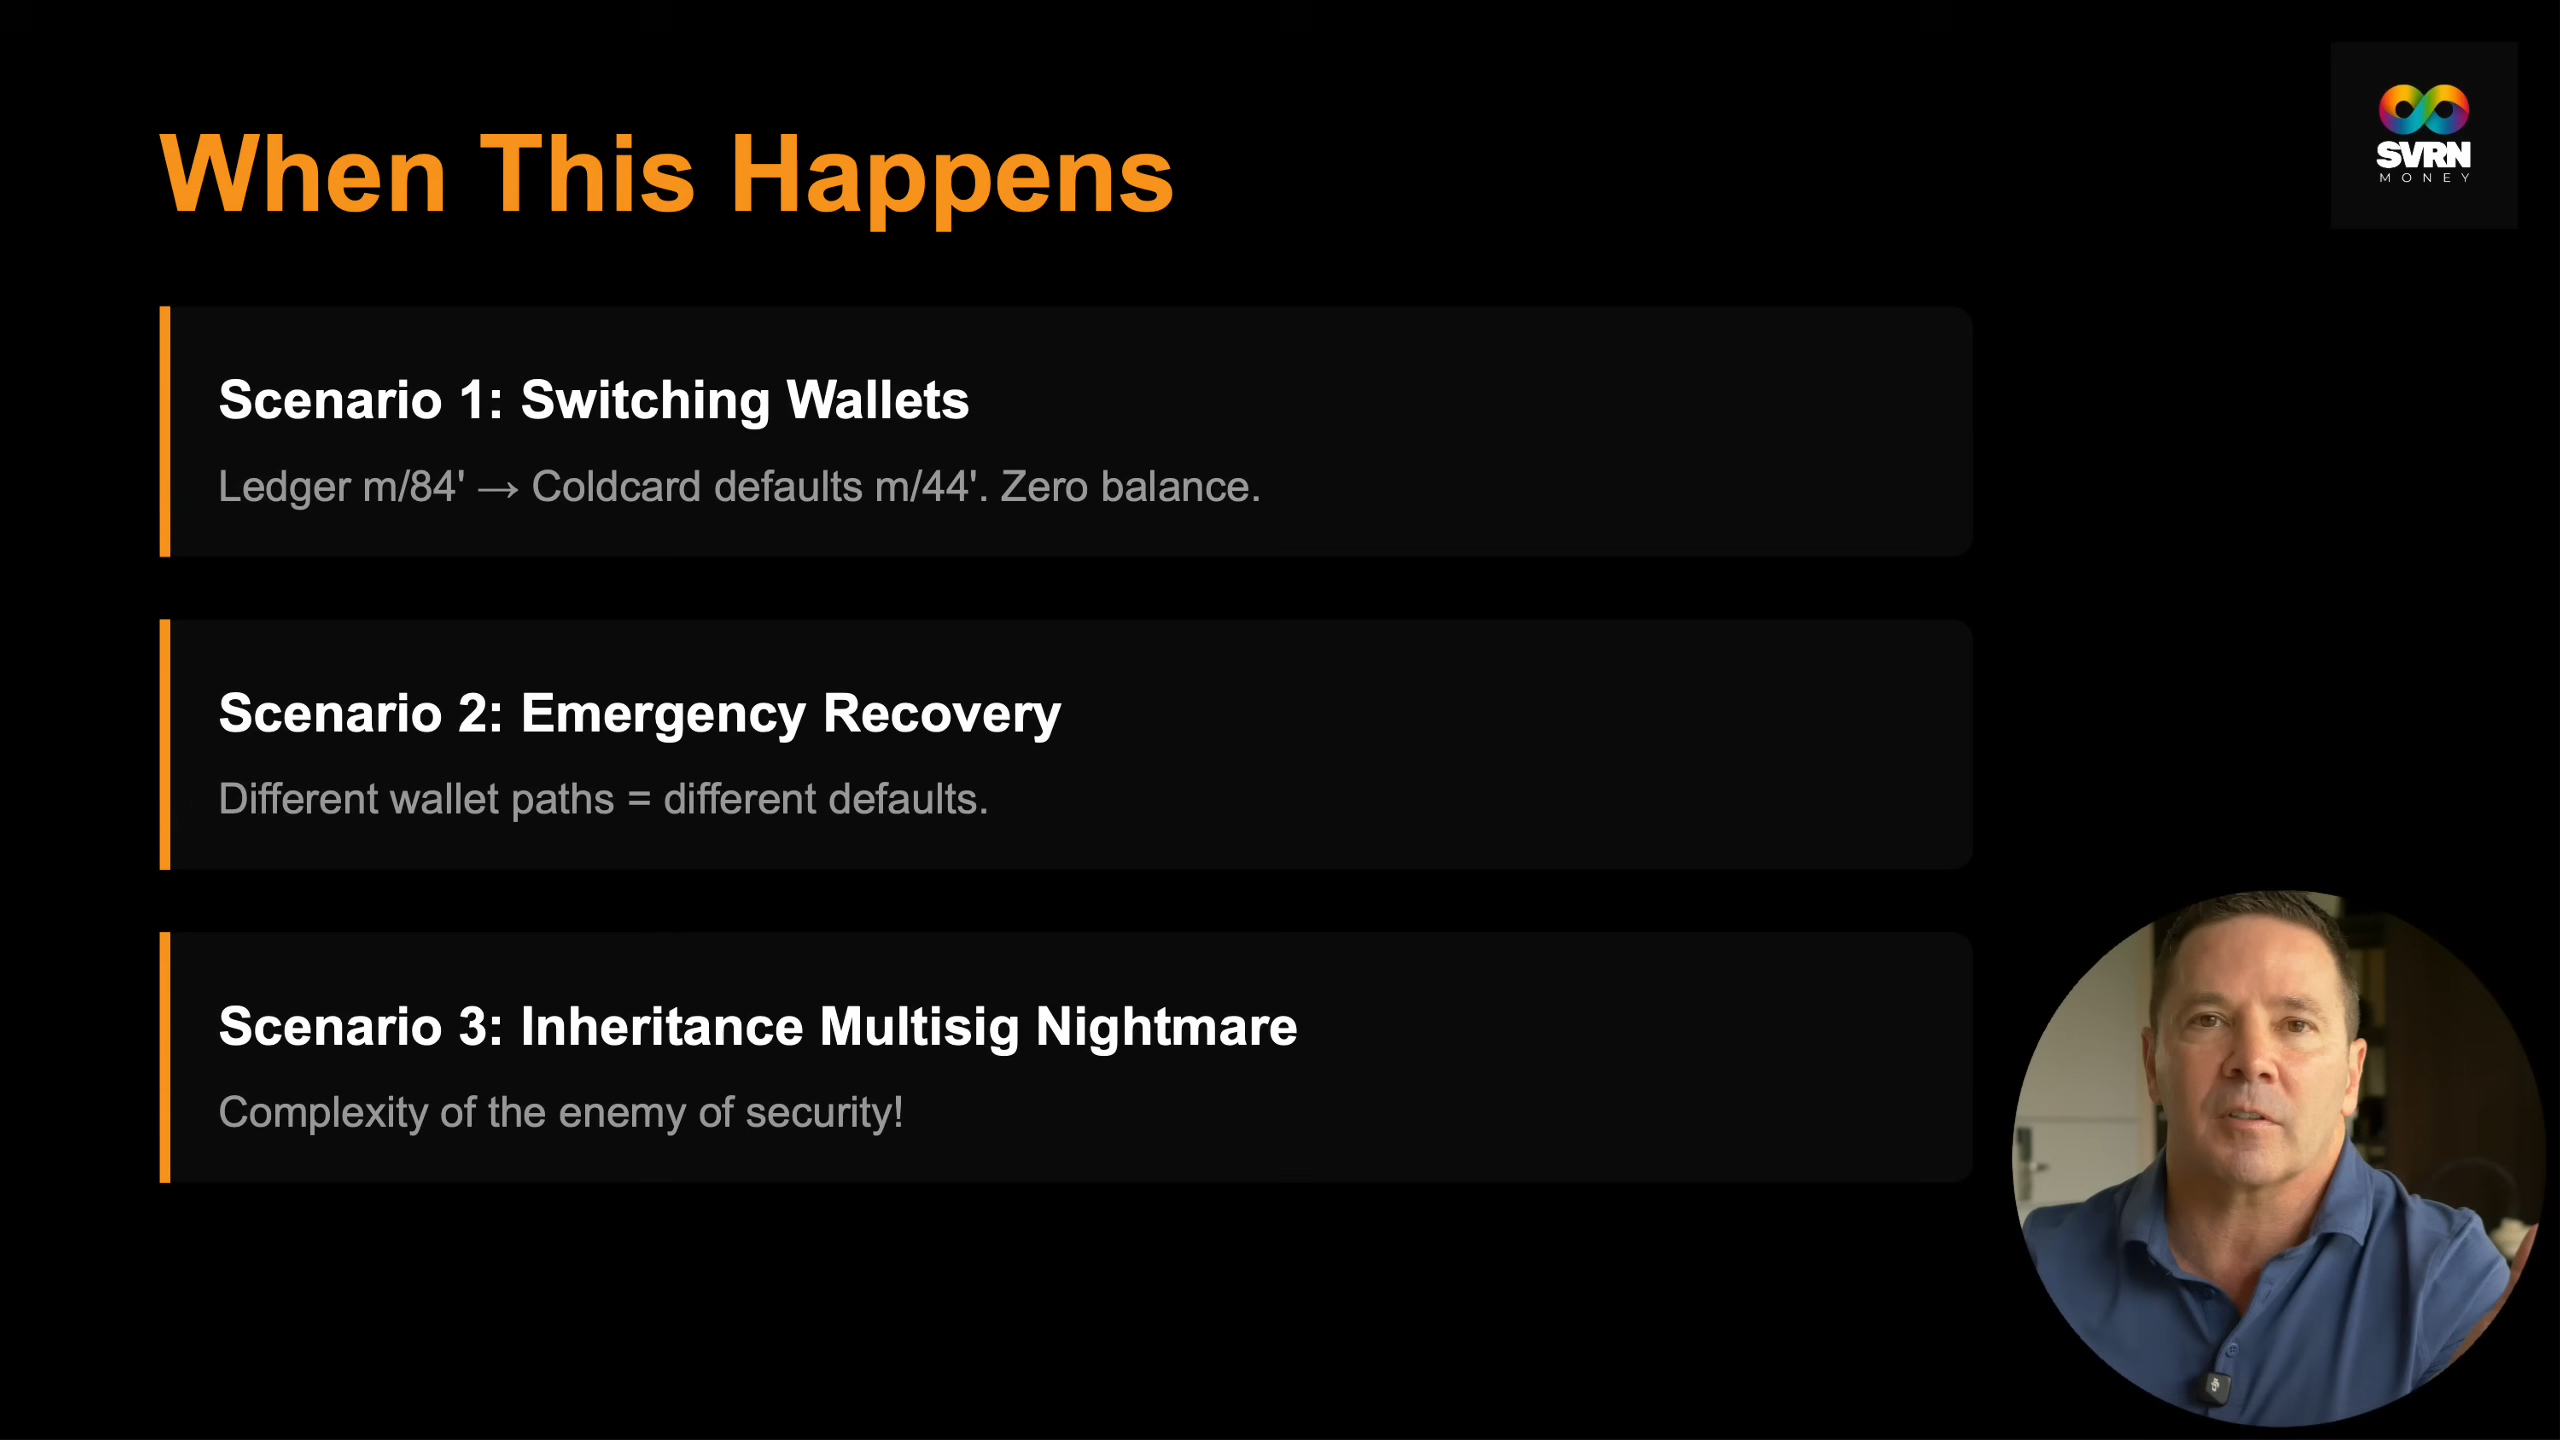 When This Happens
SVRN
MONEY
Scenario 1: Switching Wallets
Ledger m/84' → Coldcard defaults m/44'. Zero balance.
Scenario 2: Emergency Recovery
Different wallet paths = different defaults.
Scenario 3: Inheritance Multisig Nightmare
Complexity of the enemy of security!